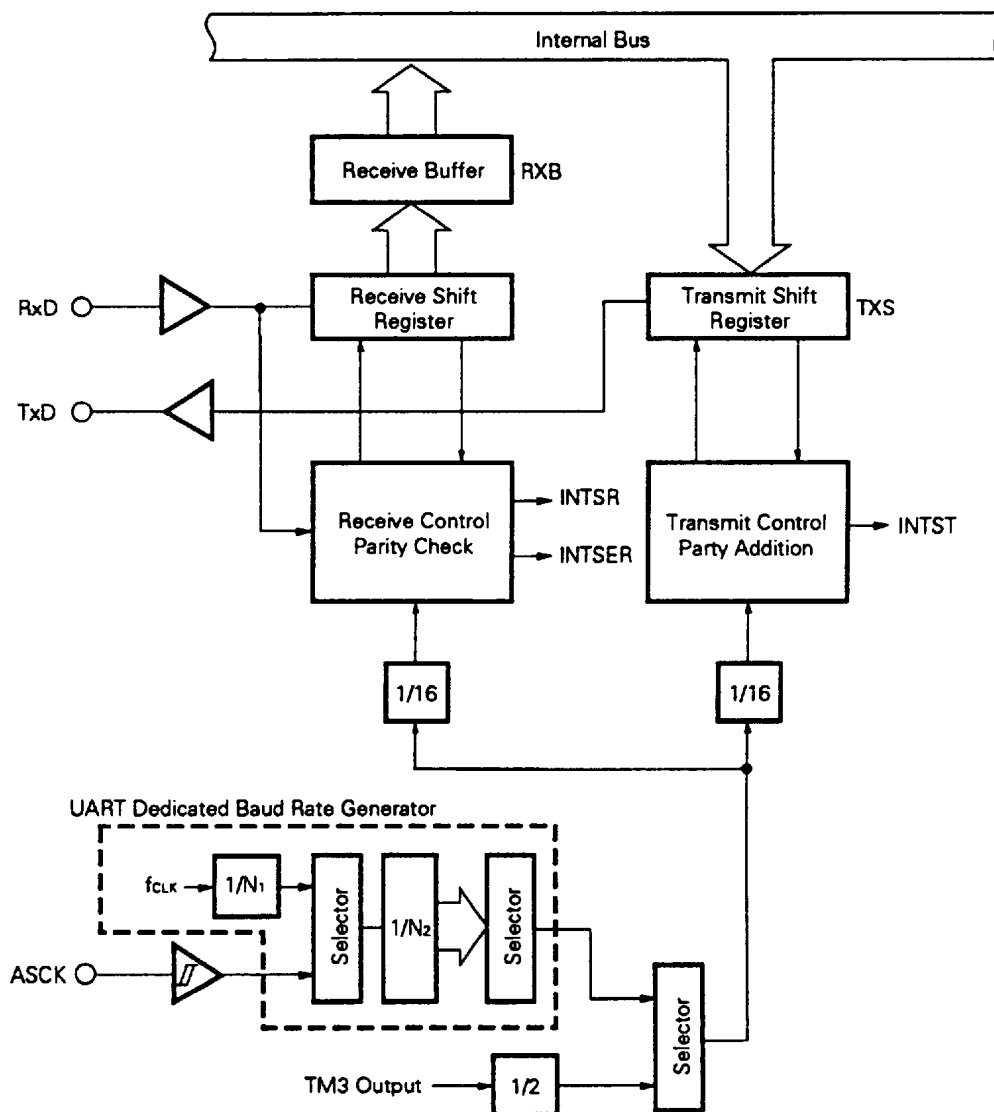 Internal Bus
Receive Buffer
RXB
RxD
Receive Shift
Register
Transmit Shift
Register
TXS
TxD
Receive Control
Parity Check
INTSR
INTSER
Transmit Control
Party Addition
INTST
1/16
1/16
UART Dedicated Baud Rate Generator
fCLK
1/N1
Selector
1/N2
Selector
ASCK
Selector
TM3 Output
1/2